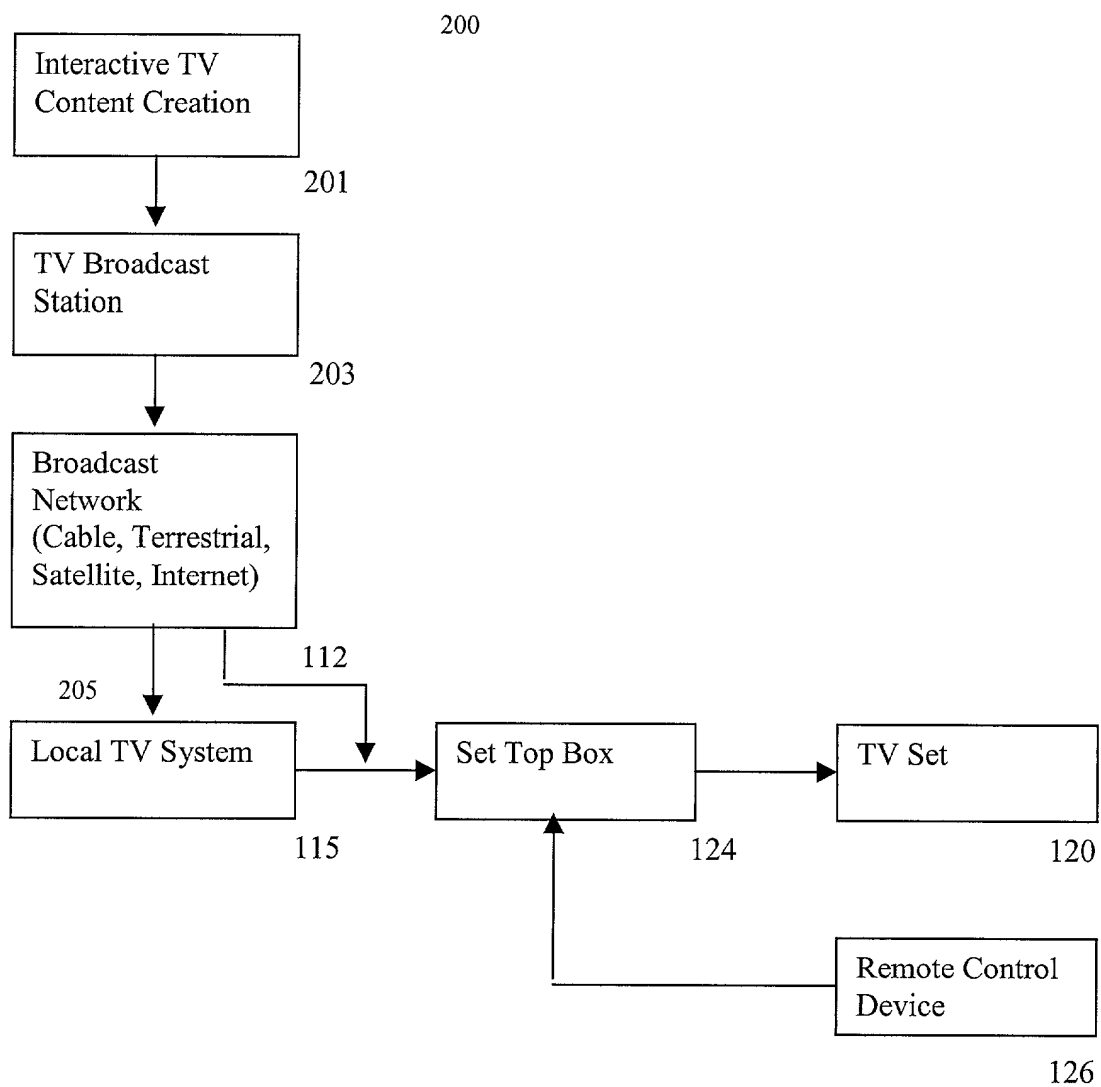 200
Interactive TV
Content Creation
201
TV Broadcast
Station
203
Broadcast
Network
(Cable, Terrestrial,
Satellite, Internet)
112
205
Local TV System
Set Top Box
TV Set
115
124
120
Remote Control
Device
126